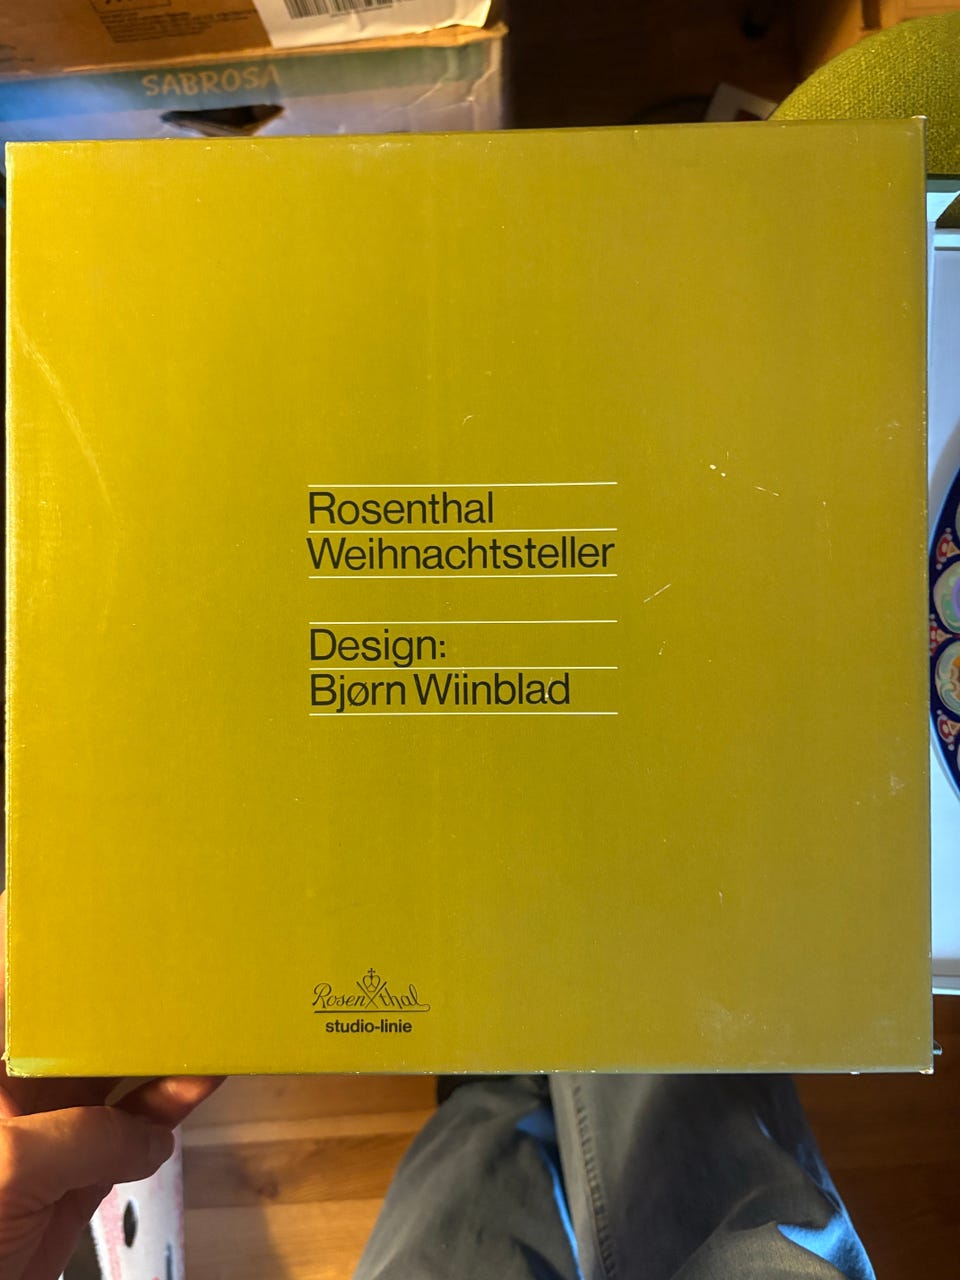 SABROSA
Rosenthal
Weihnachtsteller
Design:
Bjørn Wiinblad
Rosenthal
studio-linie